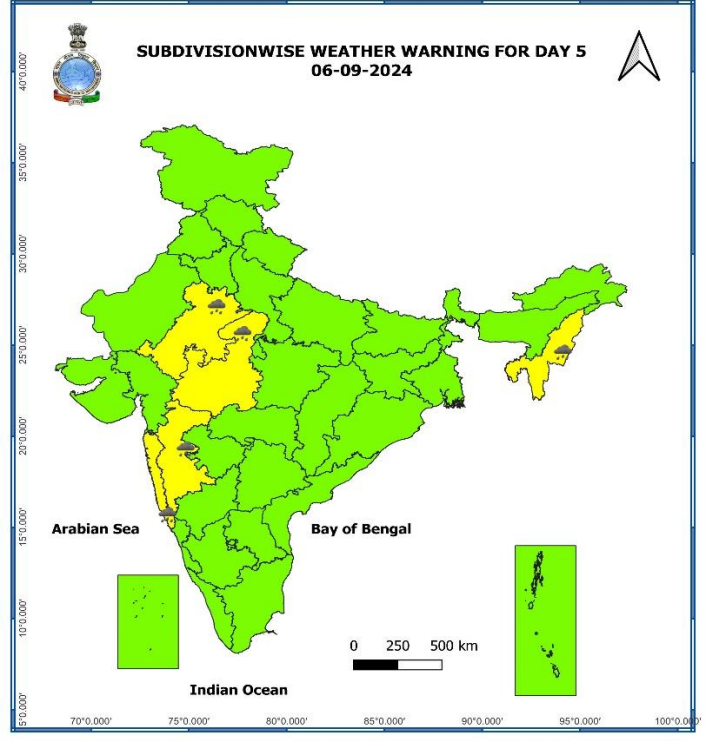 SUBDIVISIONWISE WEATHER WARNING FOR DAY 5
06-09-2024
40°0.000'
35°0.000'
30°0.000'
25°0.000'
20°0.000'
15°0.000'
10°0.000'
5°0.000'
Arabian Sea
Bay of Bengal
0 250 500 km
Indian Ocean
70°0.000' 75°0.000' 80°0.000' 85°0.000' 90°0.000' 95°0.000' 100°0.000'